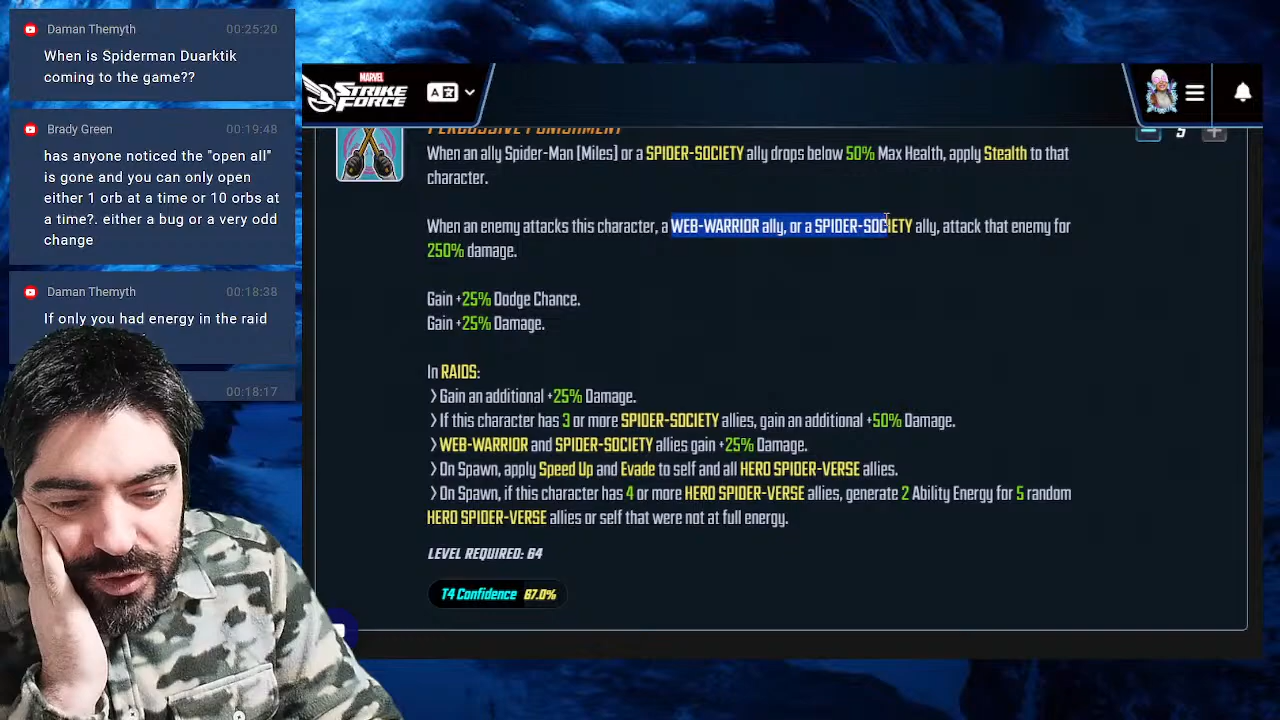 Daman Themyth 00:25:20
When is Spiderman Duarktik
coming to the game??
Brady Green 00:19:48
has anyone noticed the "open all"
is gone and you can only open
either 1 orb at a time or 10 orbs at
a time?. either a bug or a very odd
change
Daman Themyth 00:18:38
If only you had energy in the raid
00:18:17
MARVEL
STRIKE
FORCE
A
PERCUSSIVE PUNISHMENT
When an ally Spider-Man [Miles] or a SPIDER-SOCIETY ally drops below 50% Max Health, apply Stealth to that
character.
When an enemy attacks this character, a WEB-WARRIOR ally, or a SPIDER-SOCIETY ally, attack that enemy for
250% damage.
Gain +25% Dodge Chance.
Gain +25% Damage.
In RAIDS:
Gain an additional +25% Damage.
If this character has 3 or more SPIDER-SOCIETY allies, gain an additional +50% Damage.
WEB-WARRIOR and SPIDER-SOCIETY allies gain +25% Damage.
On Spawn, apply Speed Up and Evade to self and all HERO SPIDER-VERSE allies.
On Spawn, if this character has 4 or more HERO SPIDER-VERSE allies, generate 2 Ability Energy for 5 random
HERO SPIDER-VERSE allies or self that were not at full energy.
LEVEL REQUIRED: 64
T4 Confidence 67.0%